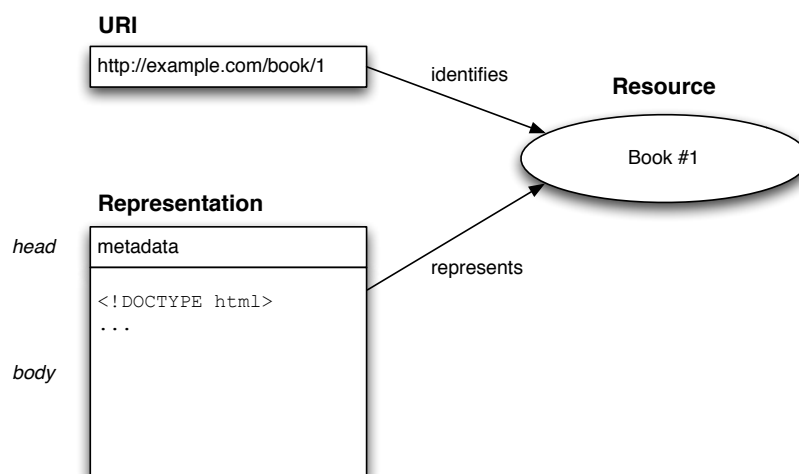 URI
http://example.com/book/1
identifies
Resource
Book #1
Representation
head
metadata
represents
<!DOCTYPE html>
...
body